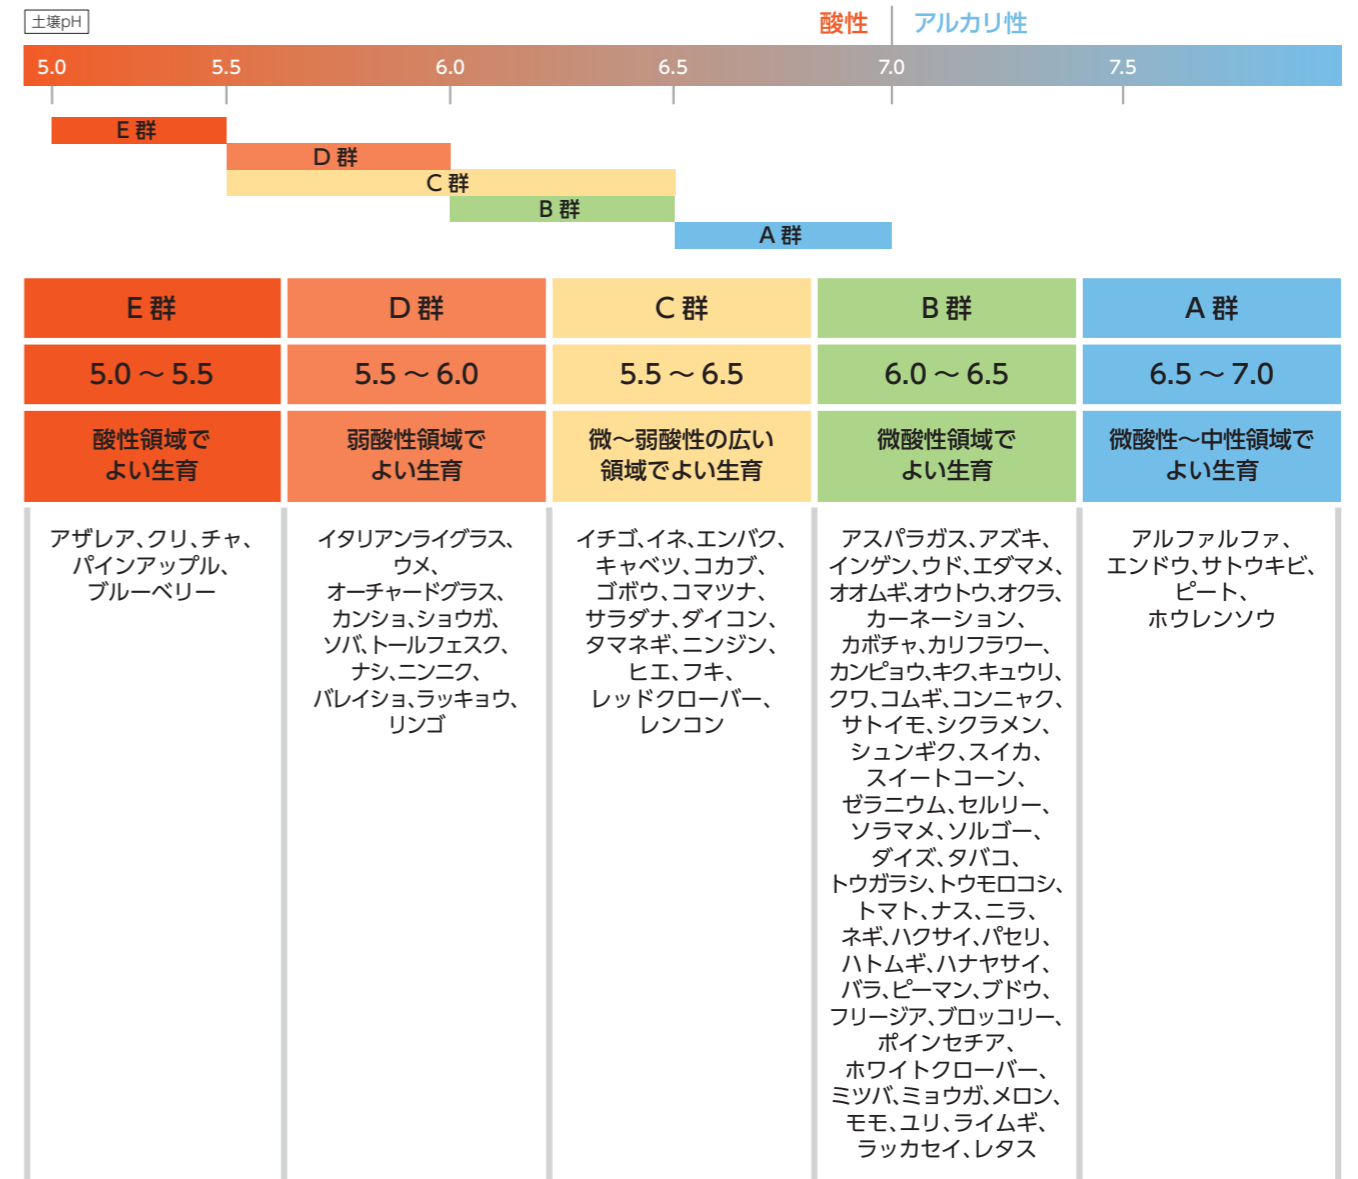 土壌pH
酸性 アルカリ性
5.0 5.5 6.0 6.5 7.0 7.5
E 群
D 群
C 群
B 群
A 群
E 群
5.0 ～ 5.5
酸性領域で
よい生育
アザレア、クリ、チャ、
パインアップル、
ブルーベリー
D 群
5.5 ～ 6.0
弱酸性領域で
よい生育
イタリアンライグラス、
ウメ、
オーチャードグラス、
カンショ、ショウガ、
ソバ、トールフェスク、
ナシ、ニンニク、
バレイショ、ラッキョウ、
リンゴ
C 群
5.5 ～ 6.5
微～弱酸性の広い
領域でよい生育
イチゴ、イネ、エンバク、
キャベツ、コカブ、
ゴボウ、コマツナ、
サラダナ、ダイコン、
タマネギ、ニンジン、
ヒエ、フキ、
レッドクローバー、
レンコン
B 群
6.0 ～ 6.5
微酸性領域で
よい生育
アスパラガス、アズキ、
インゲン、ウド、エダマメ、
オオムギ、オウトウ、オクラ、
カーネーション、
カボチャ、カリフラワー、
カンピョウ、キク、キュウリ、
クワ、コムギ、コンニャク、
サトイモ、シクラメン、
シュンギク、スイカ、
スイートコーン、
ゼラニウム、セルリー、
ソラマメ、ソルゴー、
ダイズ、タバコ、
トウガラシ、トウモロコシ、
トマト、ナス、ニラ、
ネギ、ハクサイ、パセリ、
ハトムギ、ハナヤサイ、
バラ、ピーマン、ブドウ、
フリージア、ブロッコリー、
ポインセチア、
ホワイトクローバー、
ミツバ、ミョウガ、メロン、
モモ、ユリ、ライムギ、
ラッカセイ、レタス
A 群
6.5 ～ 7.0
微酸性～中性領域で
よい生育
アルファルファ、
エンドウ、サトウキビ、
ピート、
ホウレンソウ